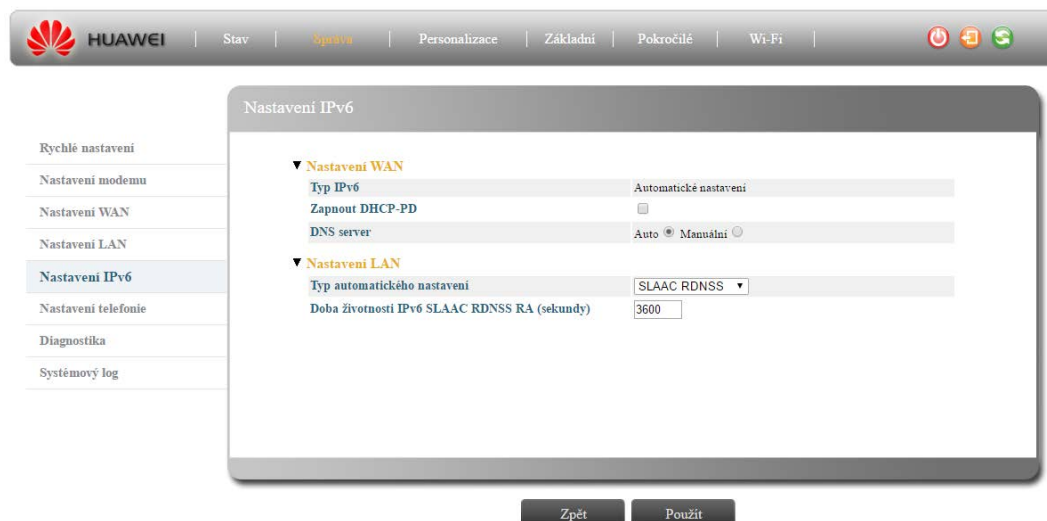 HUAWEI | Stav | Správa | Personalizace | Základní | Pokročilé | Wi-Fi |
Nastavení IPv6
Rychlé nastavení
Nastavení modemu
Nastavení WAN
Nastavení LAN
Nastavení IPv6
Nastavení telefonie
Diagnostika
Systémový log
▼ Nastavení WAN
Typ IPv6 Automatické nastavení
Zapnout DHCP-PD
DNS server Auto Manuální
▼ Nastavení LAN
Typ automatického nastavení SLAAC RDNSS ▼
Doba životnosti IPv6 SLAAC RDNSS RA (sekundy) 3600
Zpět Použít